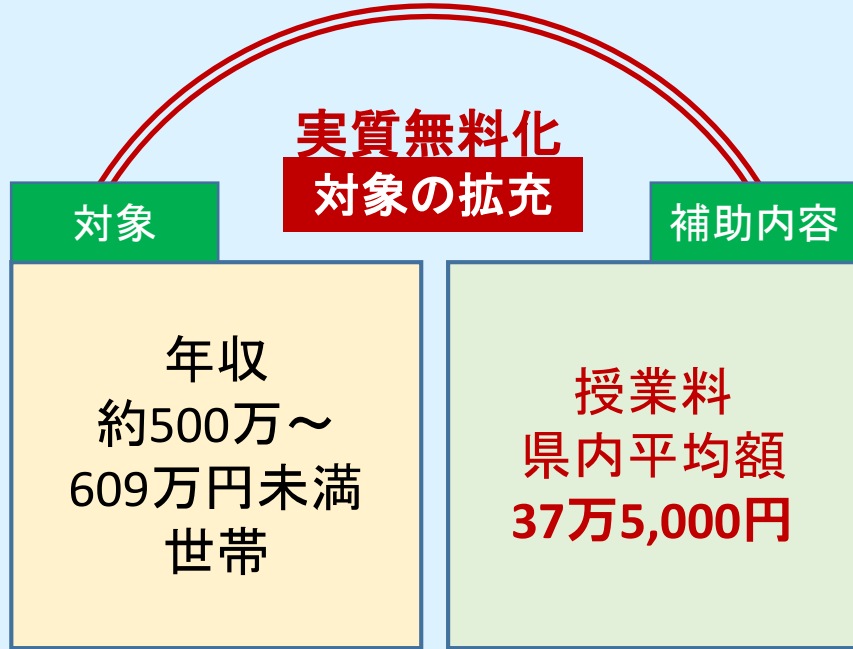 実質無料化
対象の拡充
対象
年収
約500万～
609万円未満
世帯
補助内容
授業料
県内平均額
37万5,000円